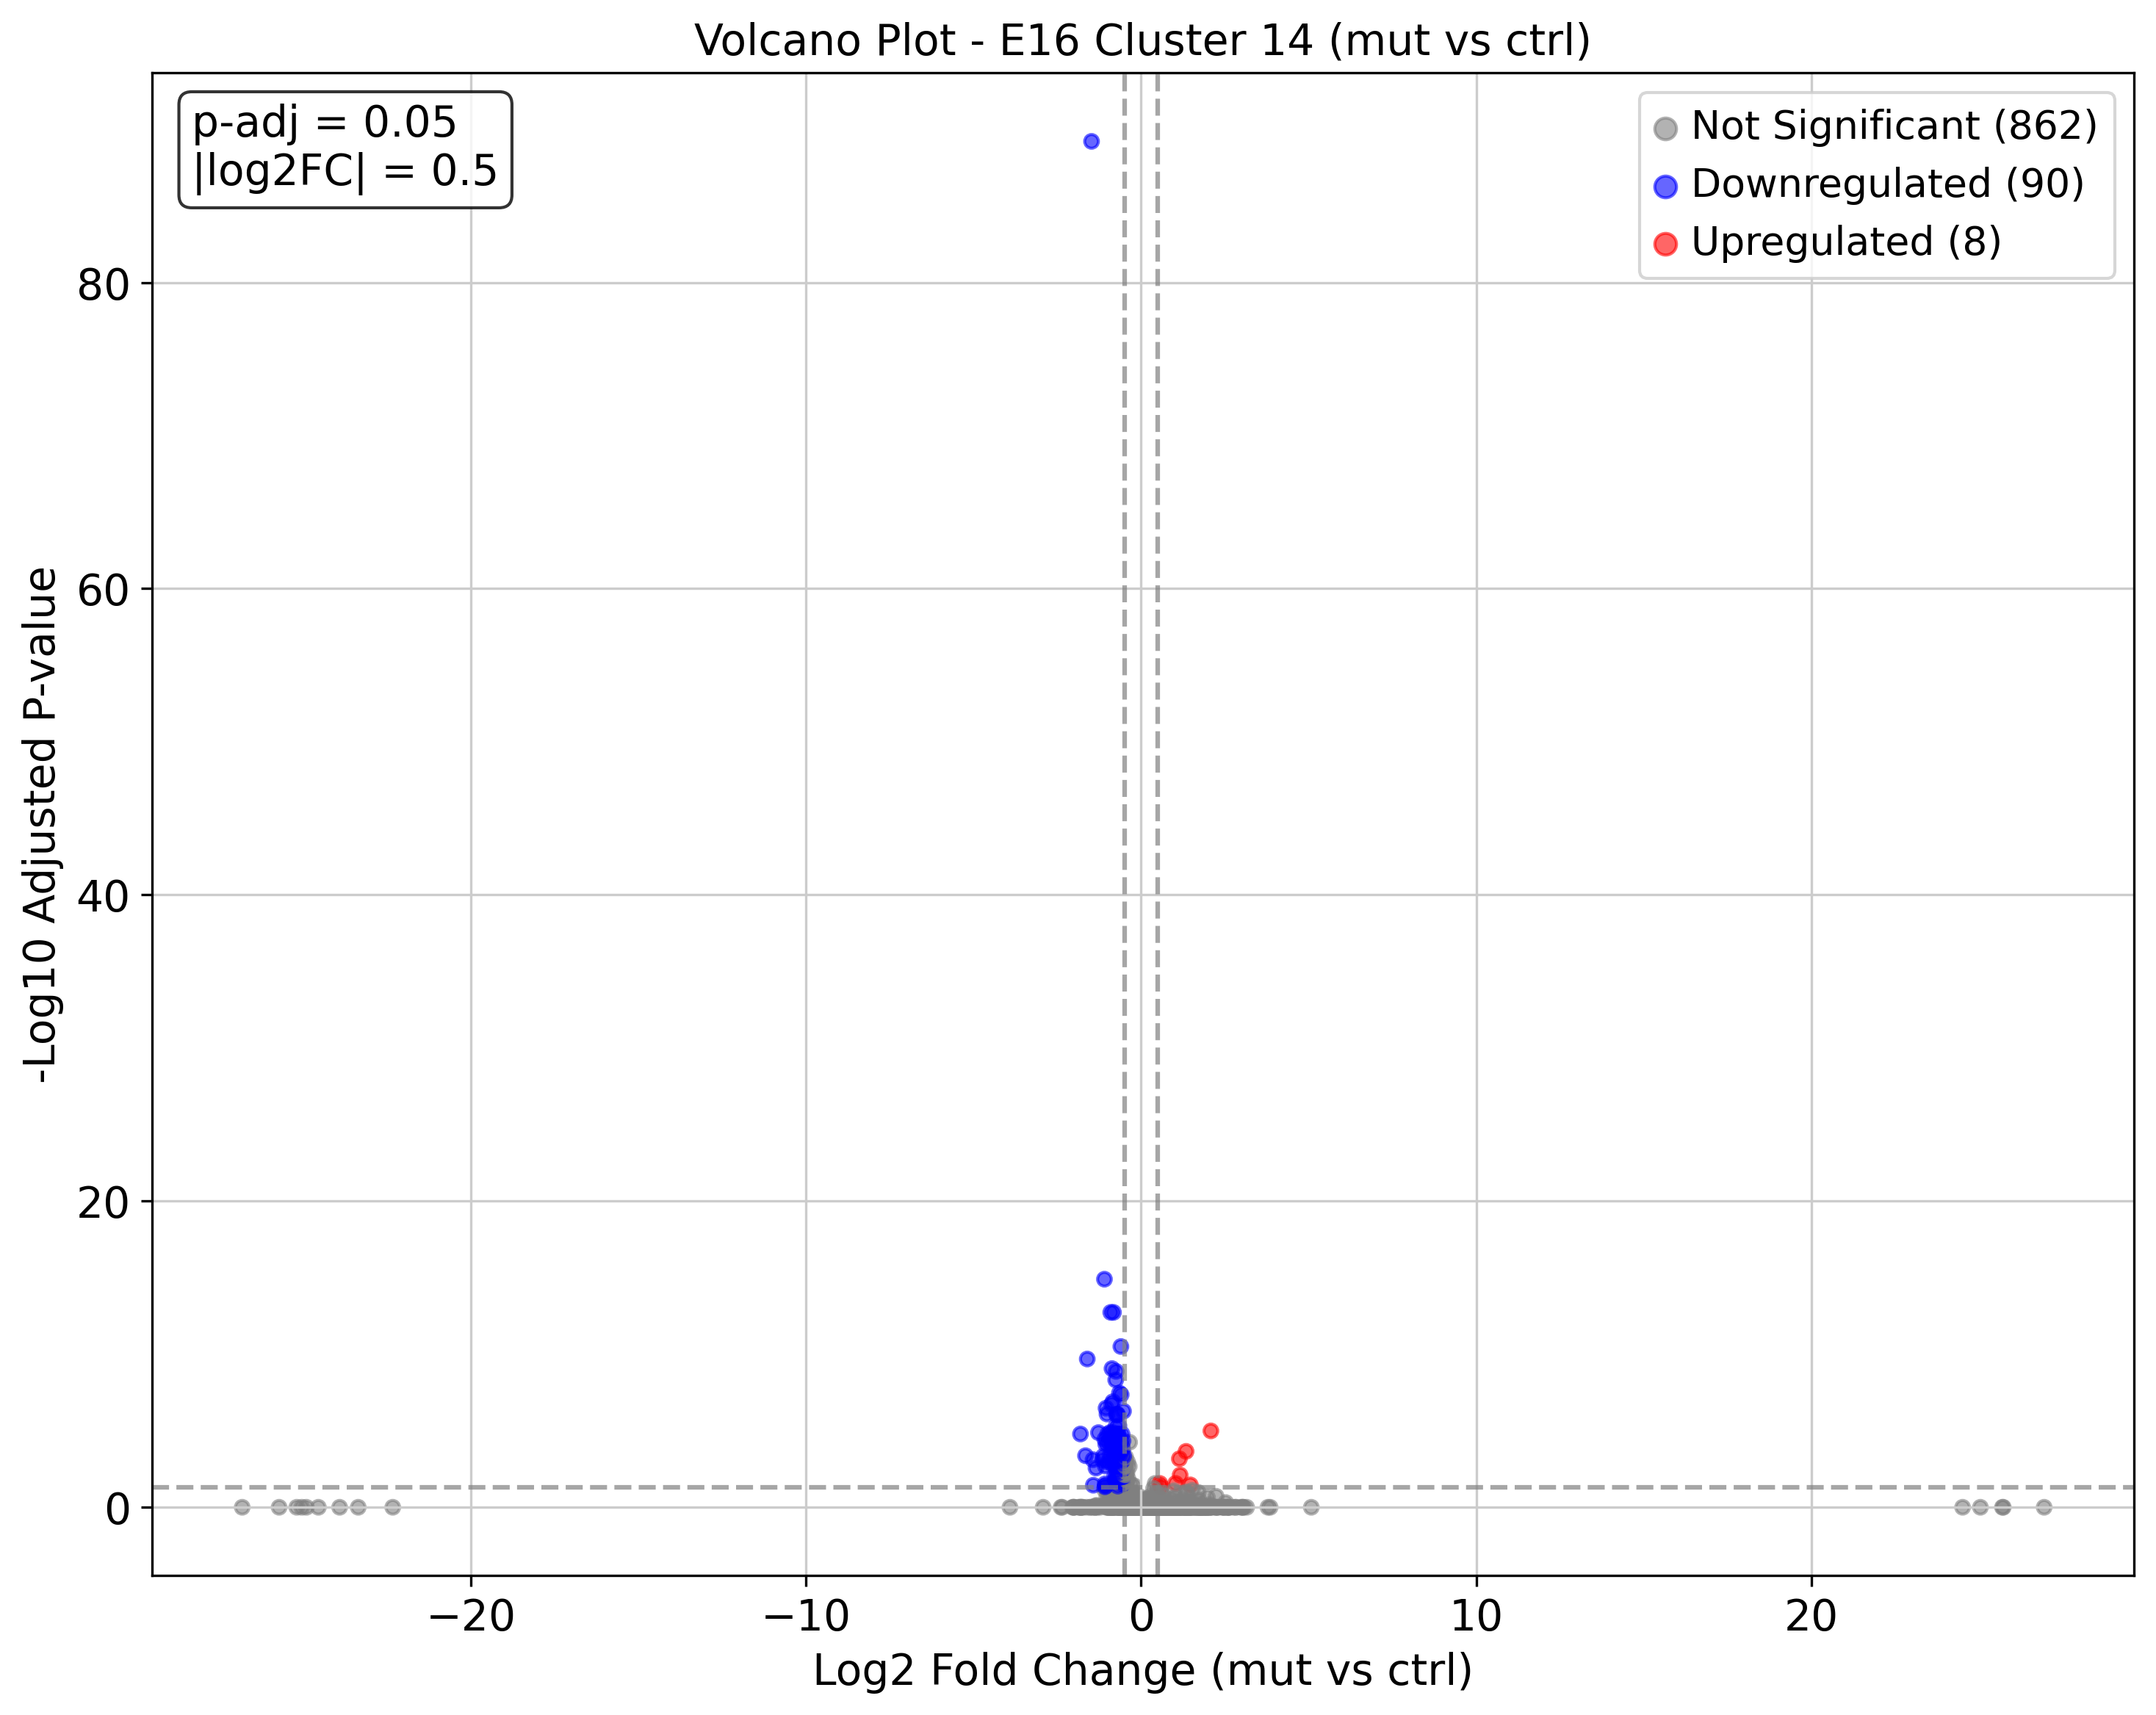 Volcano Plot - E16 Cluster 14 (mut vs ctrl)
p-adj = 0.05
|log2FC| = 0.5
Not Significant (862)
Downregulated (90)
Upregulated (8)
80
60
40
20
0
-Log10 Adjusted P-value
−20
−10
0
10
20
Log2 Fold Change (mut vs ctrl)